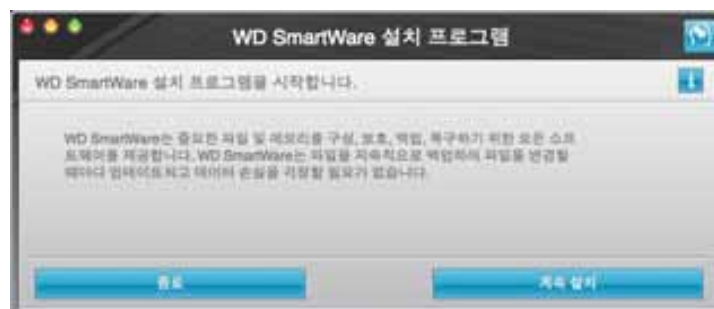 WD SmartWare 설치 프로그램
WD SmartWare 설치 프로그램을 시작합니다.
WD SmartWare는 중요한 파일 및 메모리를 구성, 보호, 백업, 복구하기 위한 모든 소프
트웨어를 제공합니다. WD SmartWare는 파일을 지속적으로 백업하여 파일을 변경할
때마다 업데이트되고 데이터 손실을 걱정할 필요가 없습니다.
종료
계속 설치